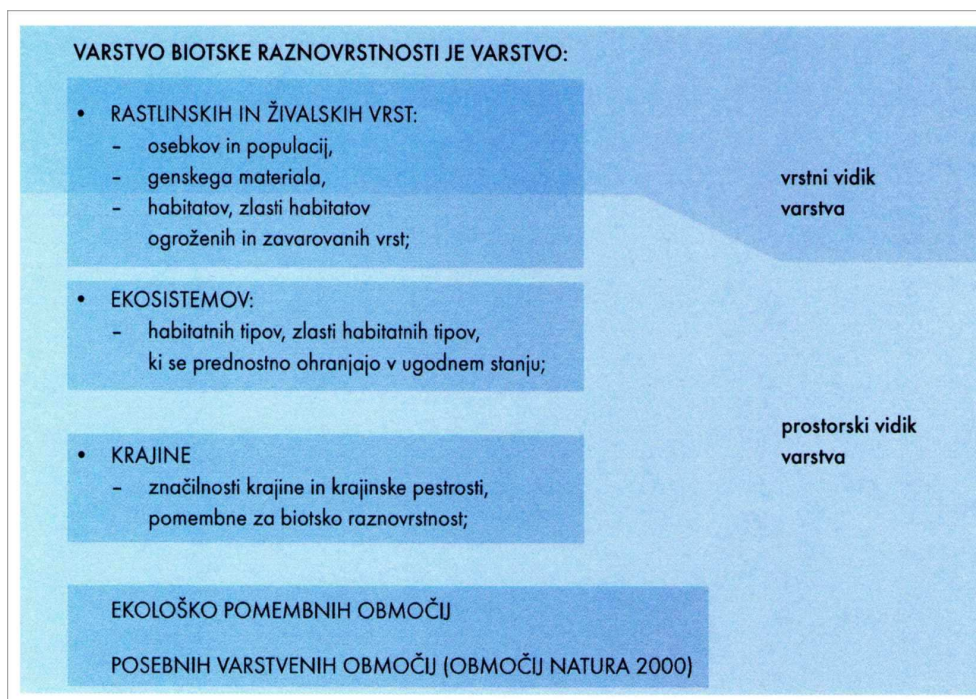 VARSTVO BIOTSKE RAZNOVRSTNOSTI JE VARSTVO:
• RASTLINSKIH IN ŽIVALSKIH VRST:
– osebkov in populacij,
– genskega materiala,
– habitatov, zlasti habitatov
ogroženih in zavarovanih vrst;
vrstni vidik
varstva
• EKOSISTEMOV:
– habitatnih tipov, zlasti habitatnih tipov,
ki se prednostno ohranjajo v ugodnem stanju;
• KRAJINE
– značilnosti krajine in krajinske pestrosti,
pomembne za biotsko raznovrstnost;
prostorski vidik
varstva
EKOLOŠKO POMEMBNIH OBMOČIJ
POSEBNIH VARSTVENIH OBMOČIJ (OBMOČIJ NATURA 2000)